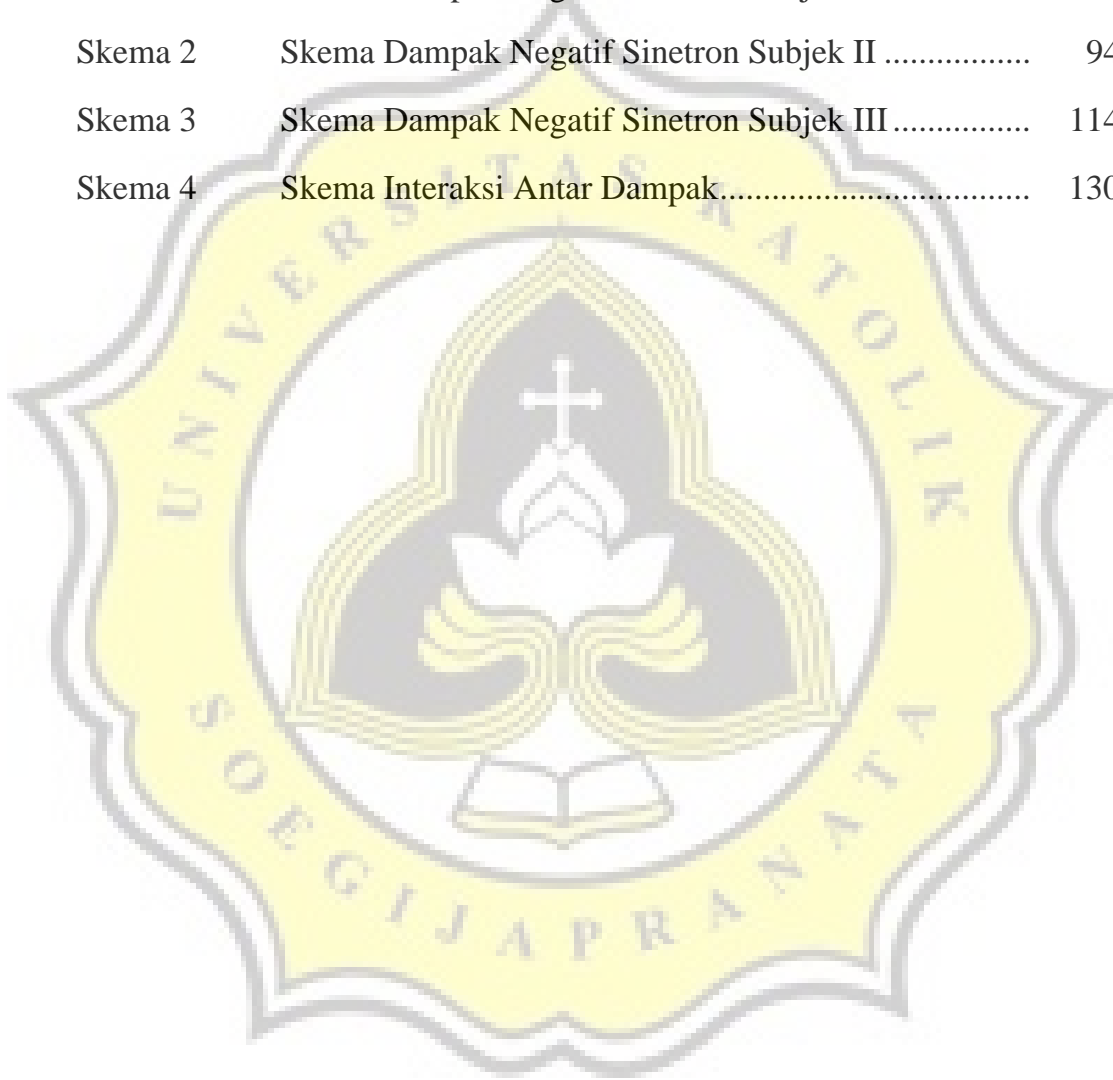 Skema 2 Skema Dampak Negatif Sinetron Subjek II ................. 94
Skema 3 Skema Dampak Negatif Sinetron Subjek III ................ 114
Skema 4 Skema Interaksi Antar Dampak.................................... 130
UNIVERSITAS KATOLIK
SOEGIJAPRANATA